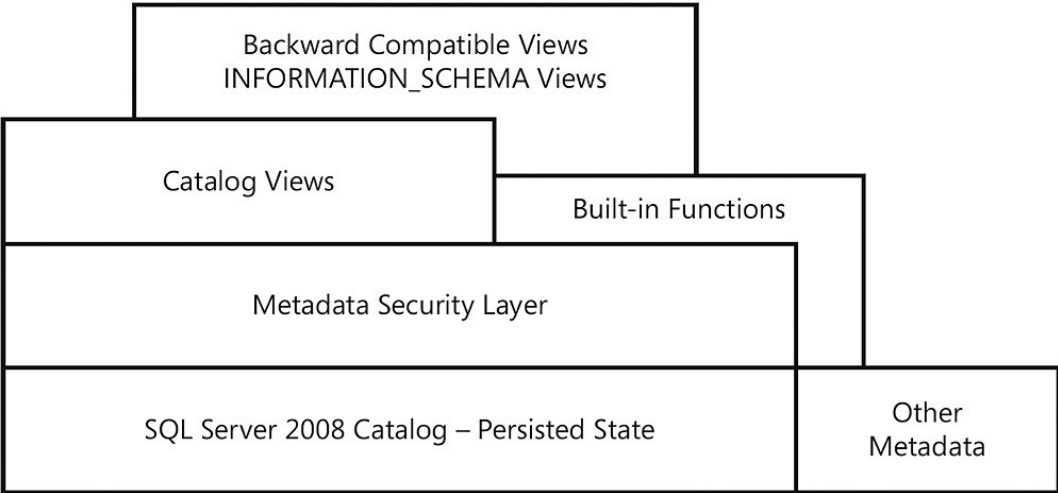 Backward Compatible Views
INFORMATION_SCHEMA Views
Catalog Views
Built-in Functions
Metadata Security Layer
SQL Server 2008 Catalog – Persisted State
Other
Metadata